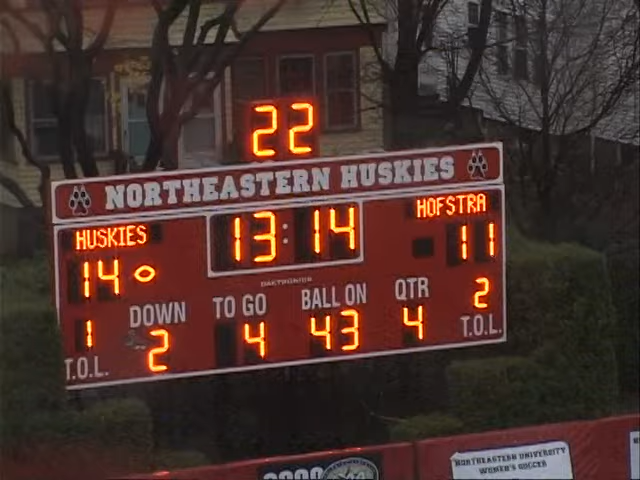 22
NORTHEASTERN HUSKIES
HUSKIES 13:14 HOFSTRA
14 11
DAKTRONICS
DOWN TO GO BALL ON QTR
1 2 4 43 4 2
T.O.L. T.O.L.
NORTHEASTERN UNIVERSITY
WOMEN'S SOCCER